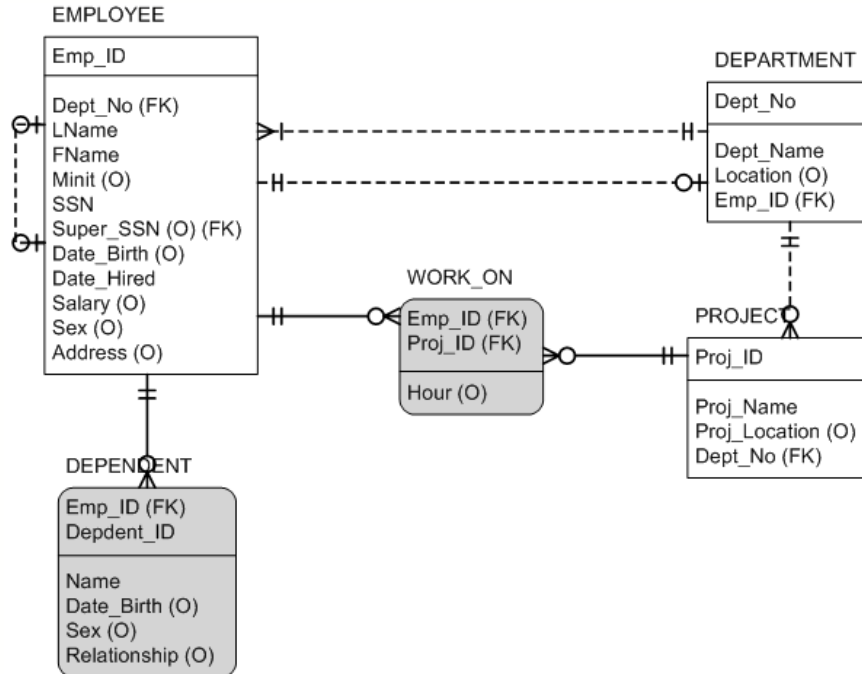 EMPLOYEE
Emp_ID
Dept_No (FK)
LName
FName
Minit (O)
SSN
Super_SSN (O) (FK)
Date_Birth (O)
Date_Hired
Salary (O)
Sex (O)
Address (O)
DEPARTMENT
Dept_No
Dept_Name
Location (O)
Emp_ID (FK)
WORK_ON
Emp_ID (FK)
Proj_ID (FK)
Hour (O)
PROJECT
Proj_ID
Proj_Name
Proj_Location (O)
Dept_No (FK)
DEPENDENT
Emp_ID (FK)
Depdent_ID
Name
Date_Birth (O)
Sex (O)
Relationship (O)